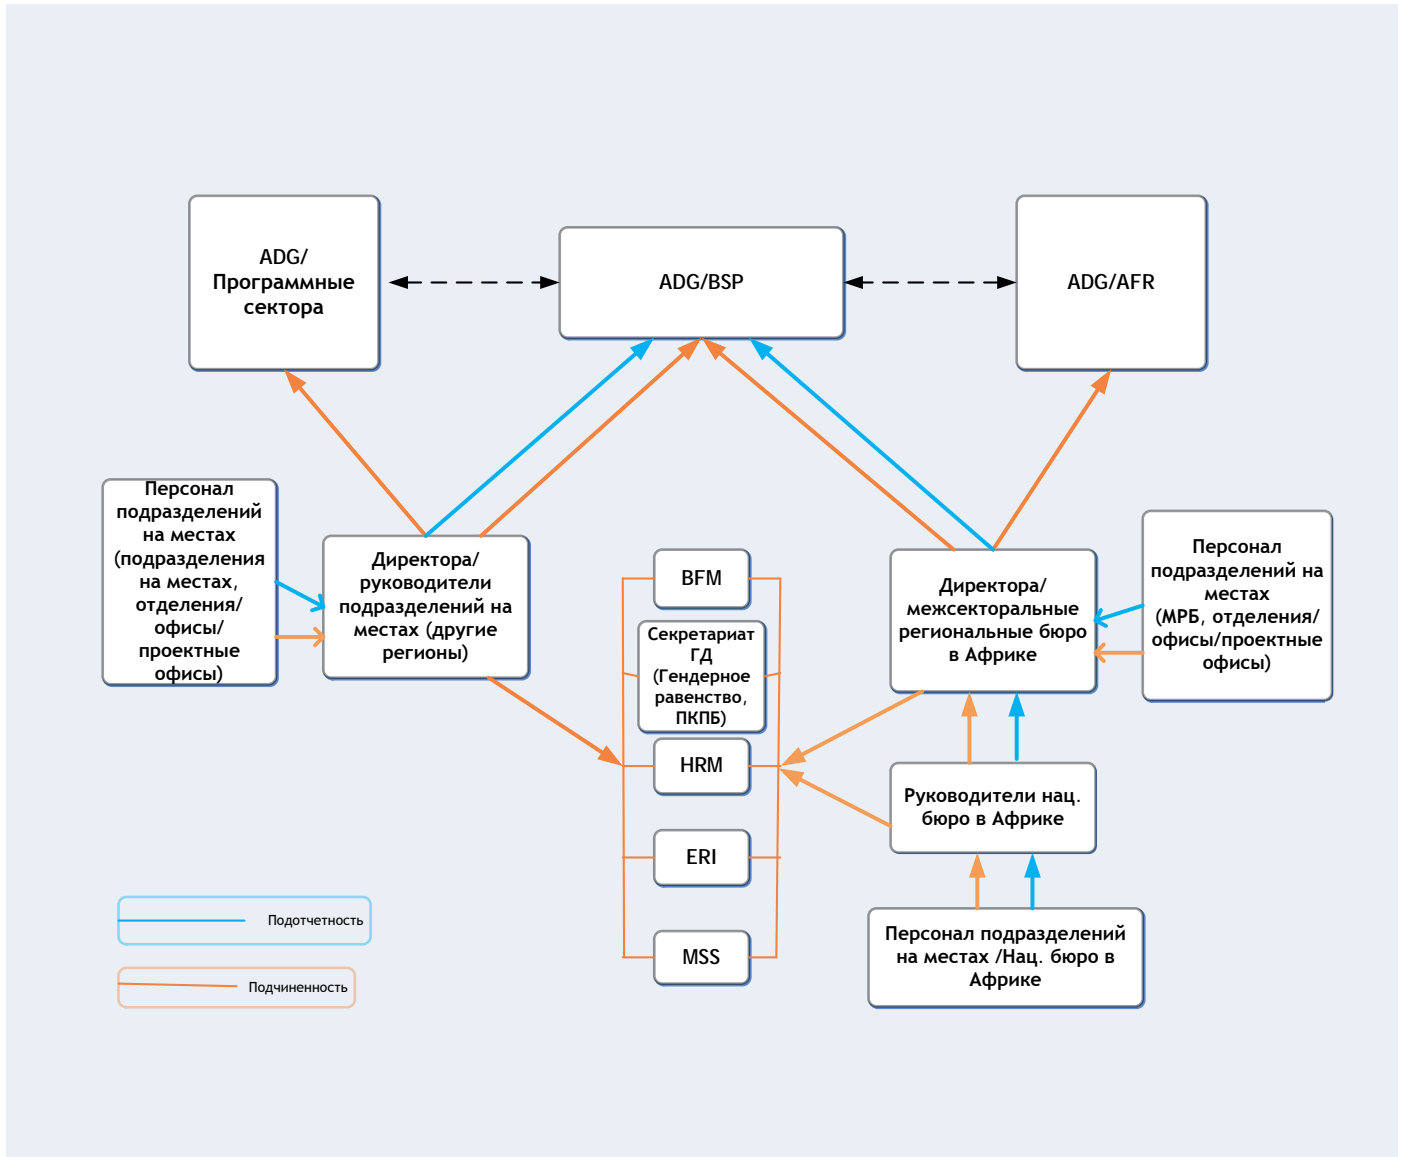 ADG/
Программные
сектора
ADG/BSP
ADG/AFR
Персонал
подразделений
на местах
(подразделения
на местах,
отделения/
офисы/
проектные
офисы)
Директора/
руководители
подразделений на
местах (другие
регионы)
BFM
Секретариат
ГД
(Гендерное
равенство,
ПКПБ)
HRM
ERI
MSS
Директора/
межсекторальные
региональные бюро
в Африке
Персонал
подразделений на
местах
(МРБ, отделения/
офисы/проектные
офисы)
Руководители нац.
бюро в Африке
Персонал подразделений
на местах /Нац. бюро в
Африке
Подотчетность
Подчиненность